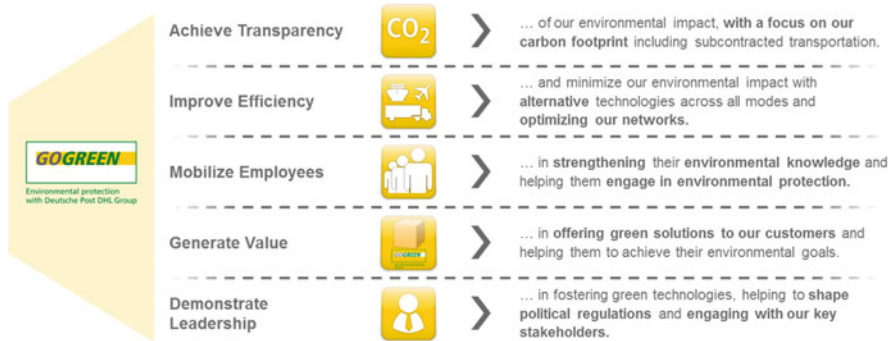 Achieve Transparency
CO2
… of our environmental impact, with a focus on our
carbon footprint including subcontracted transportation.
Improve Efficiency
… and minimize our environmental impact with
alternative technologies across all modes and
optimizing our networks.
GOGREEN
Environmental protection
with Deutsche Post DHL Group
Mobilize Employees
… in strengthening their environmental knowledge and
helping them engage in environmental protection.
Generate Value
GOGREEN
… in offering green solutions to our customers and
helping them to achieve their environmental goals.
Demonstrate
Leadership
… in fostering green technologies, helping to shape
political regulations and engaging with our key
stakeholders.